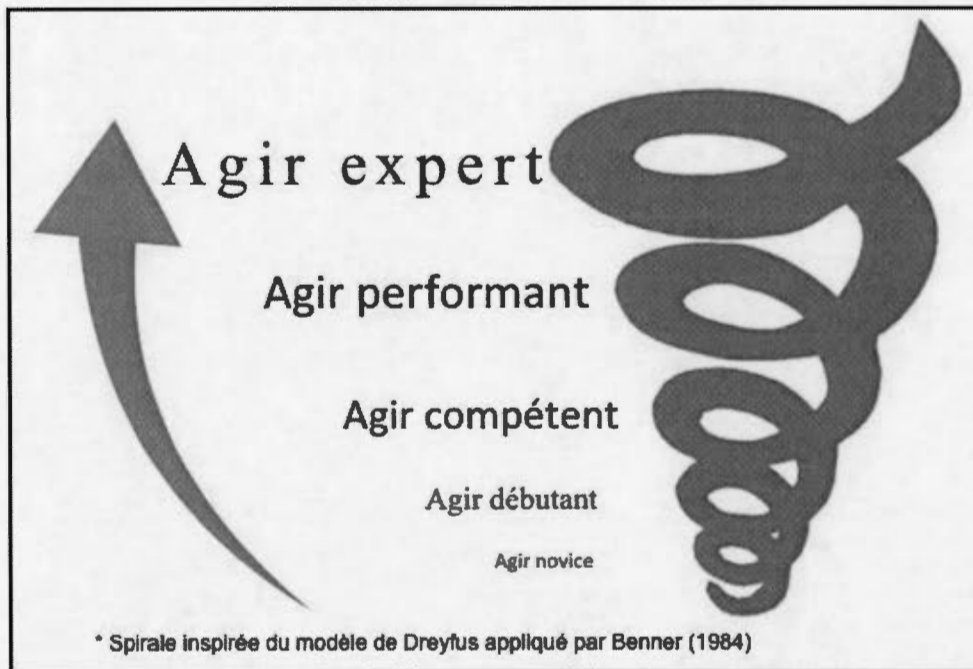 Agir expert
Agir performant
Agir compétent
Agir débutant
Agir novice
* Spirale inspirée du modèle de Dreyfus appliqué par Benner (1984)